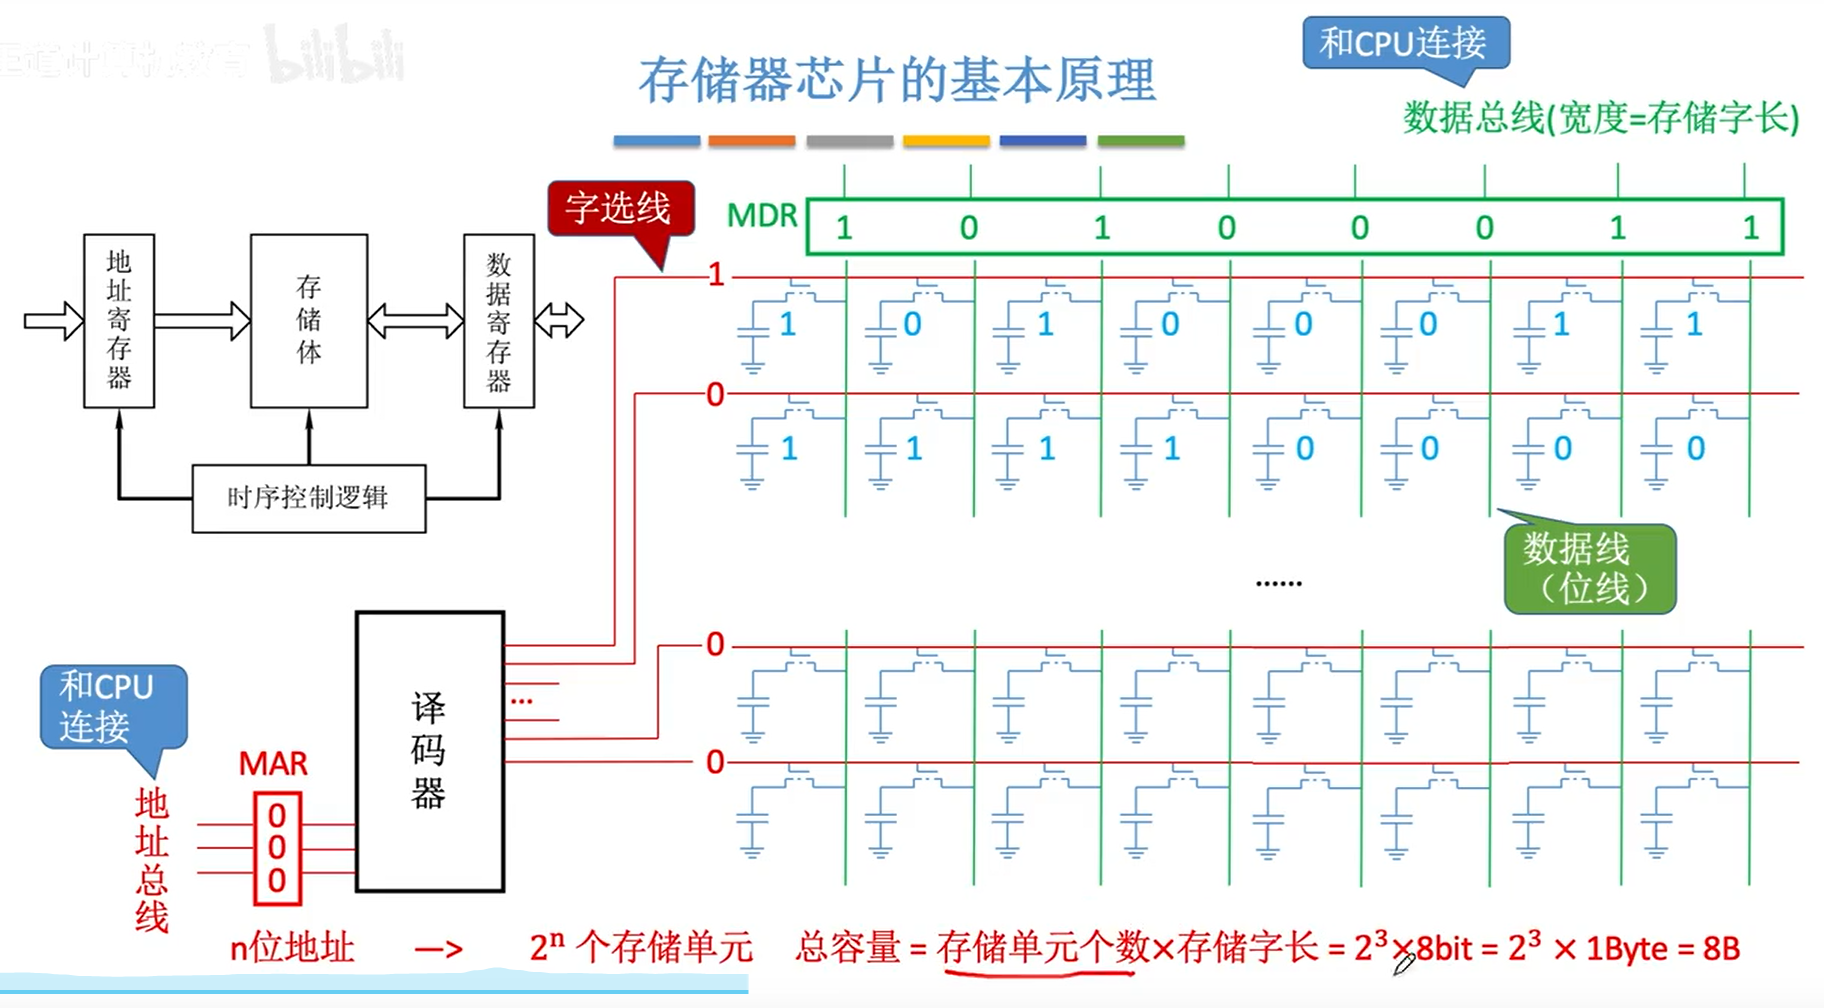 王道计算机教育 bilibili
存储器芯片的基本原理
和CPU连接
数据总线(宽度=存储字长)
字选线
MDR 1 0 1 0 0 0 1 1
地址寄存器
存储体
数据寄存器
时序控制逻辑
1
1 0 1 0 0 0 1 1
0
1 1 1 1 0 0 0 0
数据线
（位线）
......
0
0
译码器
...
和CPU
连接
MAR
地址总线
0
0
0
n位地址 —> 2ⁿ 个存储单元 总容量 = 存储单元个数×存储字长 = 2³×8bit = 2³ × 1Byte = 8B